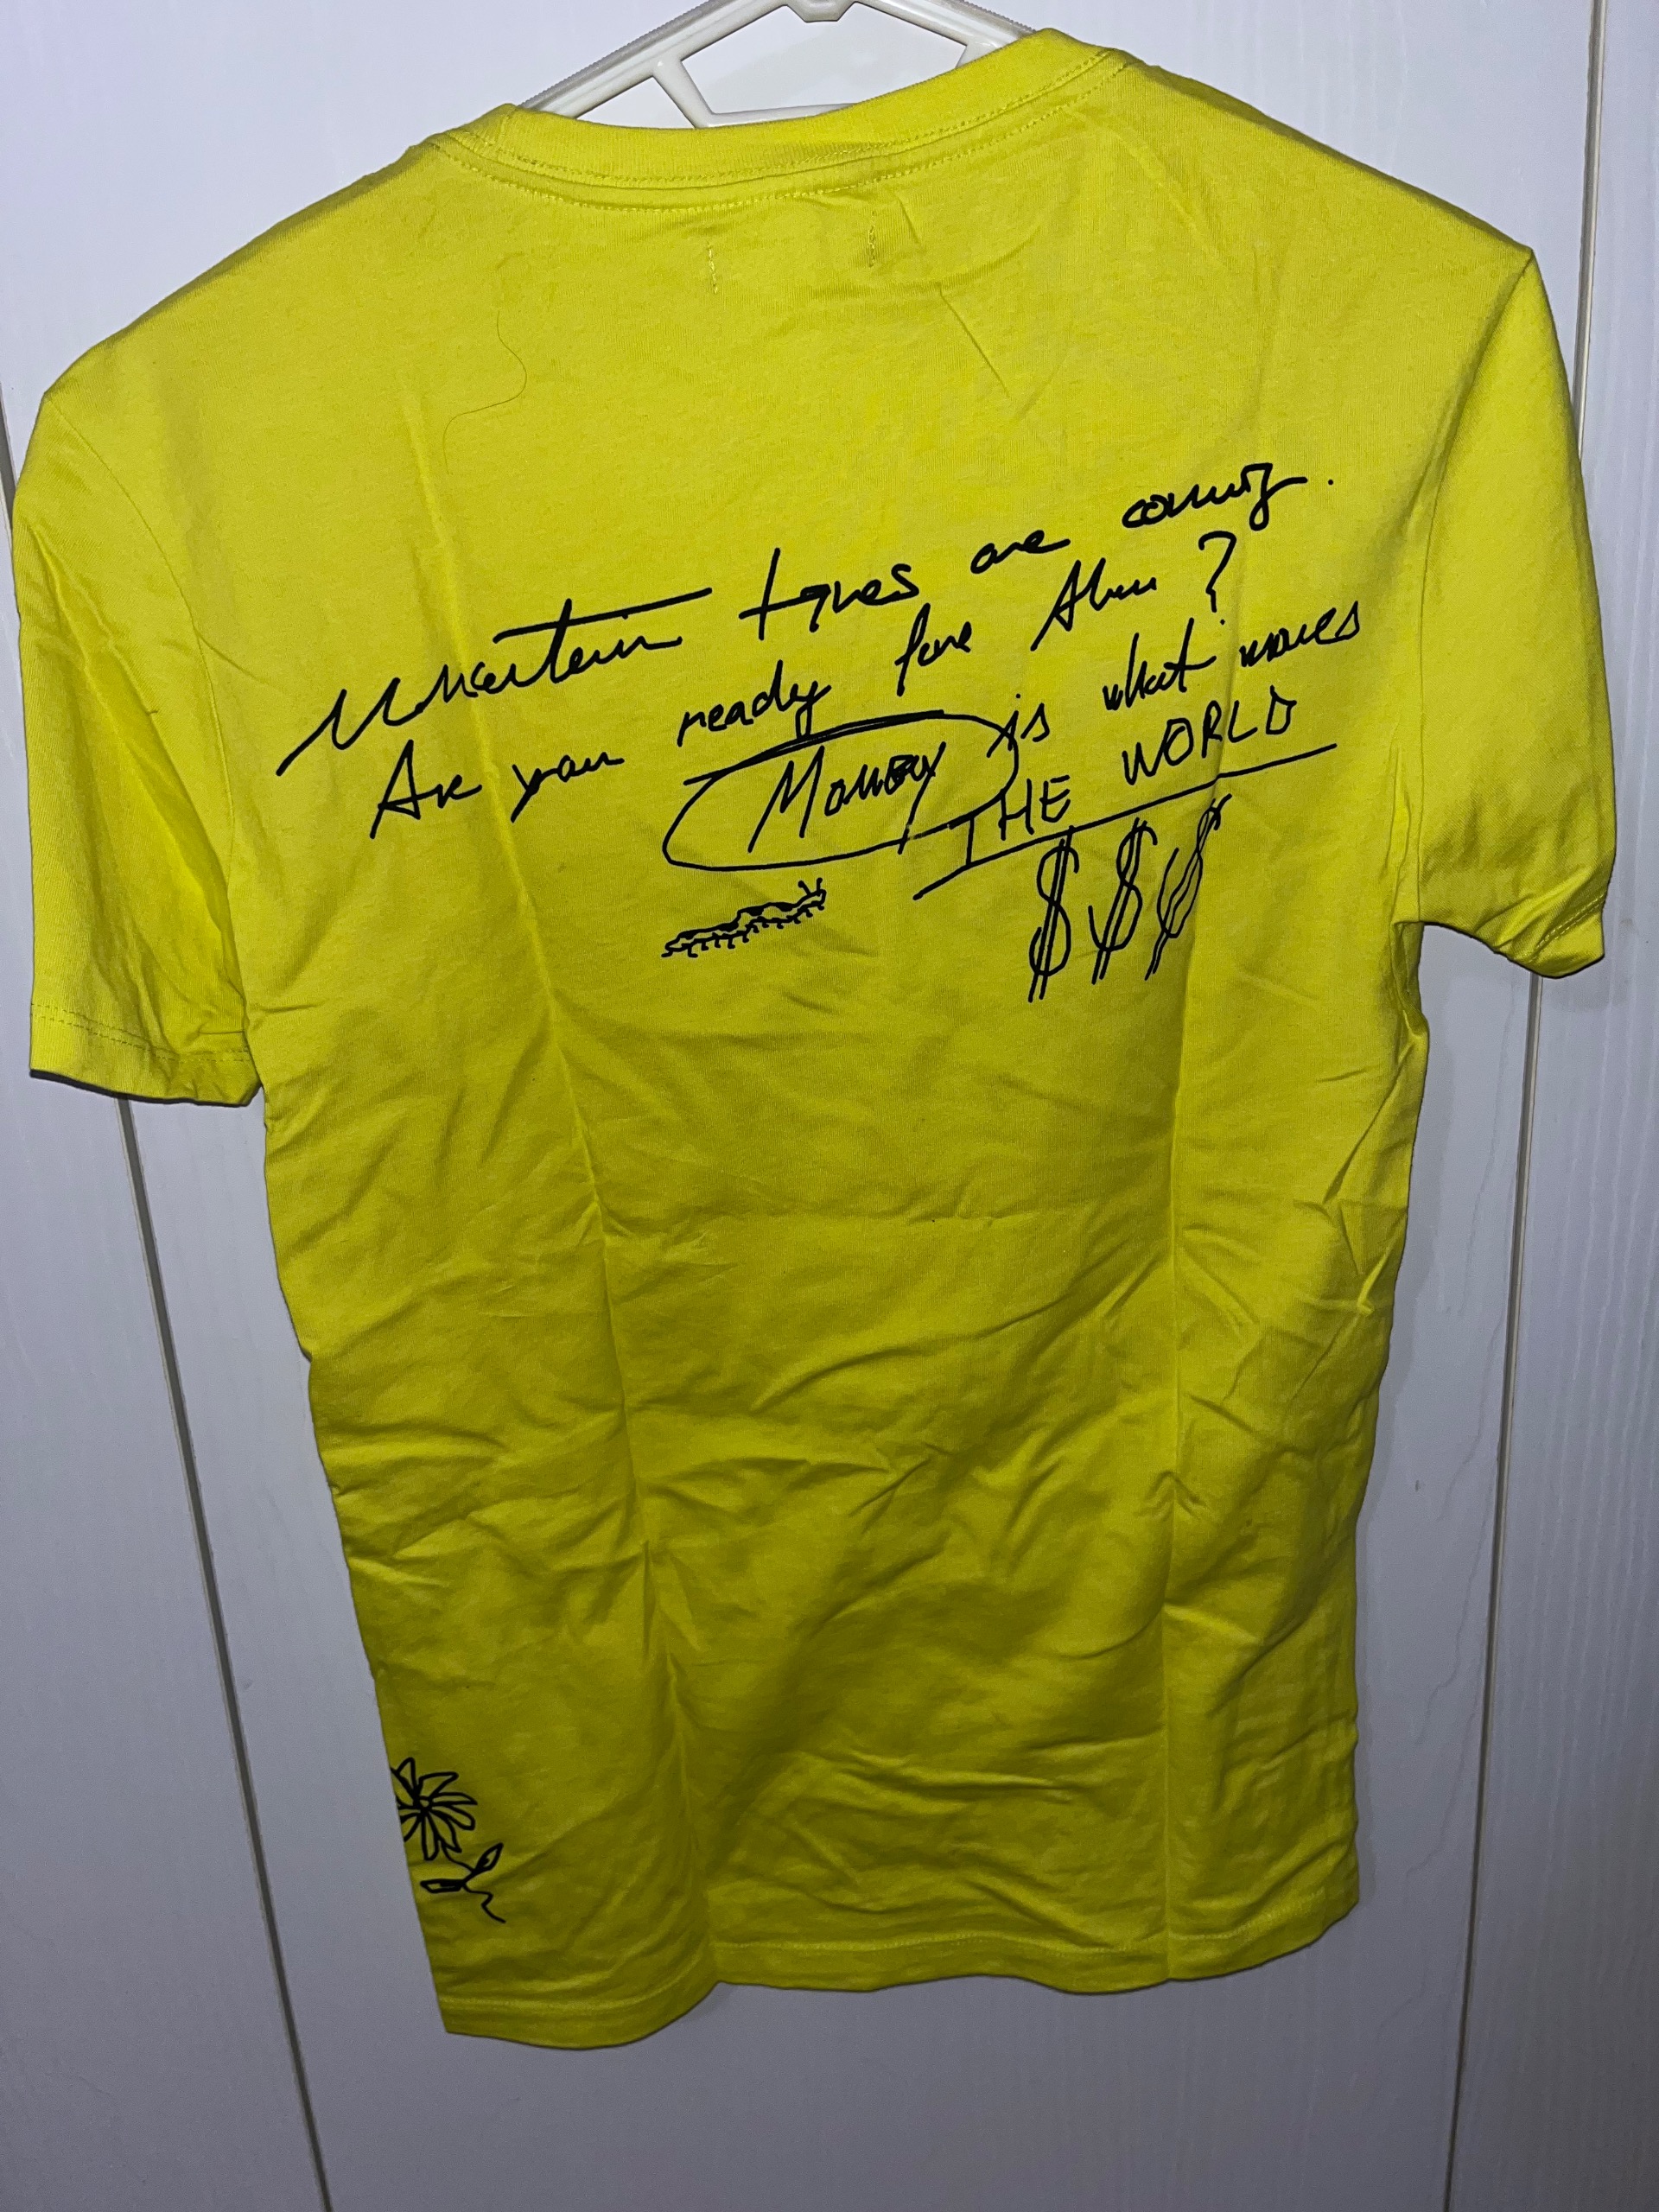 Uncertain times are coming.
Are you ready for them?
Money is what moves
THE WORLD
$$$